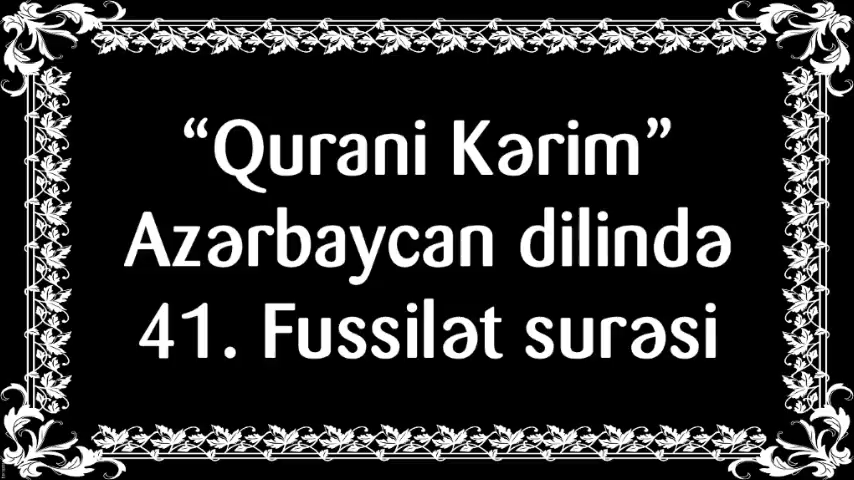 “Qurani Kərim”
Azərbaycan dilində
41. Fussilət surəsi